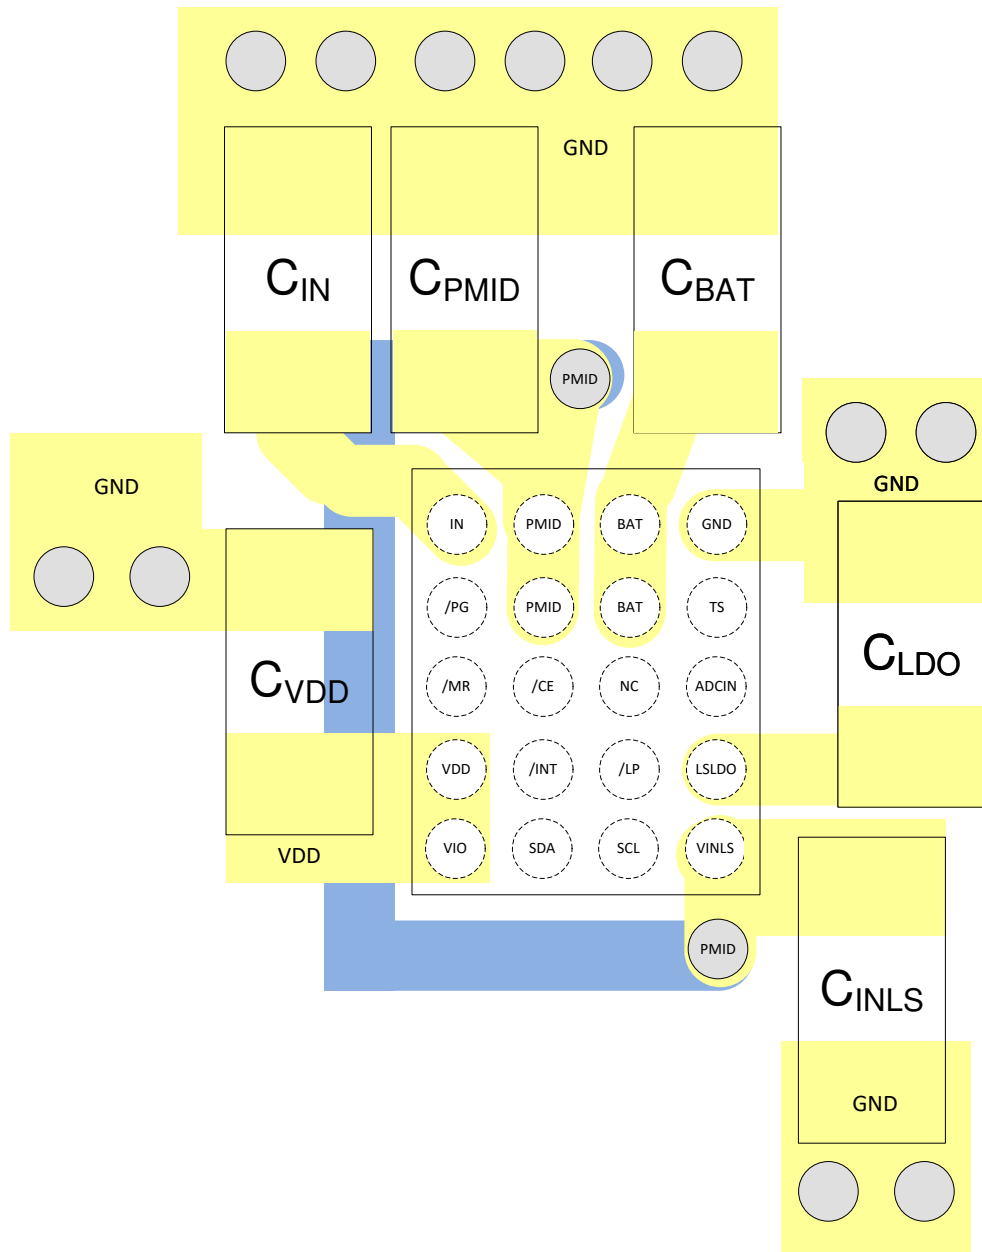 GND
CIN
CPMID
CBAT
PMID
GND
GND
IN
PMID
BAT
GND
/PG
PMID
BAT
TS
CLDO
CVDD
/MR
/CE
NC
ADCIN
VDD
/INT
/LP
LSLDO
VDD
VIO
SDA
SCL
VINLS
PMID
CINLS
GND